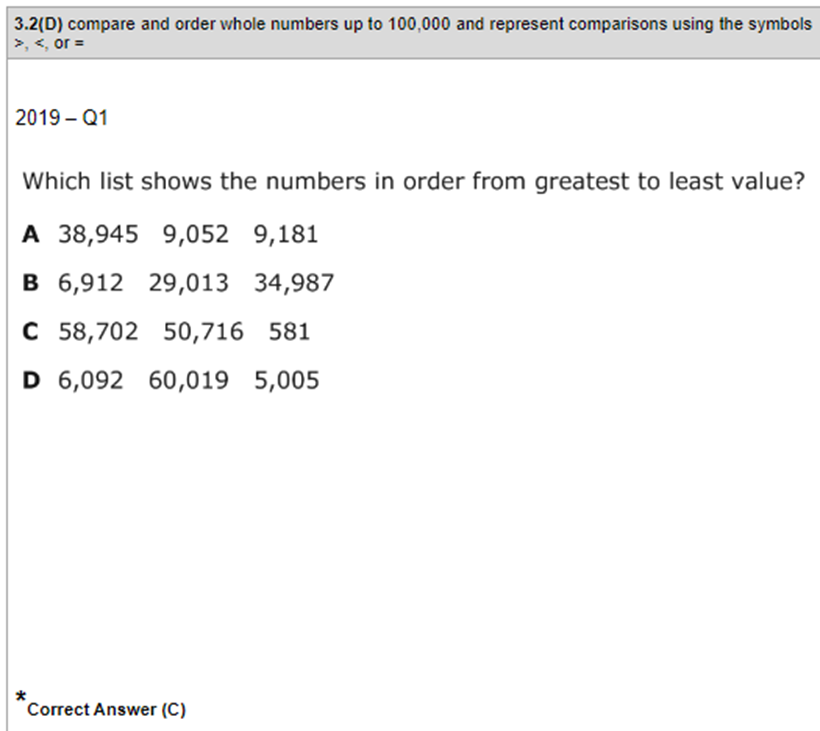 3.2(D) compare and order whole numbers up to 100,000 and represent comparisons using the symbols
>, <, or =
2019 – Q1
Which list shows the numbers in order from greatest to least value?
A 38,945 9,052 9,181
B 6,912 29,013 34,987
C 58,702 50,716 581
D 6,092 60,019 5,005
*Correct Answer (C)